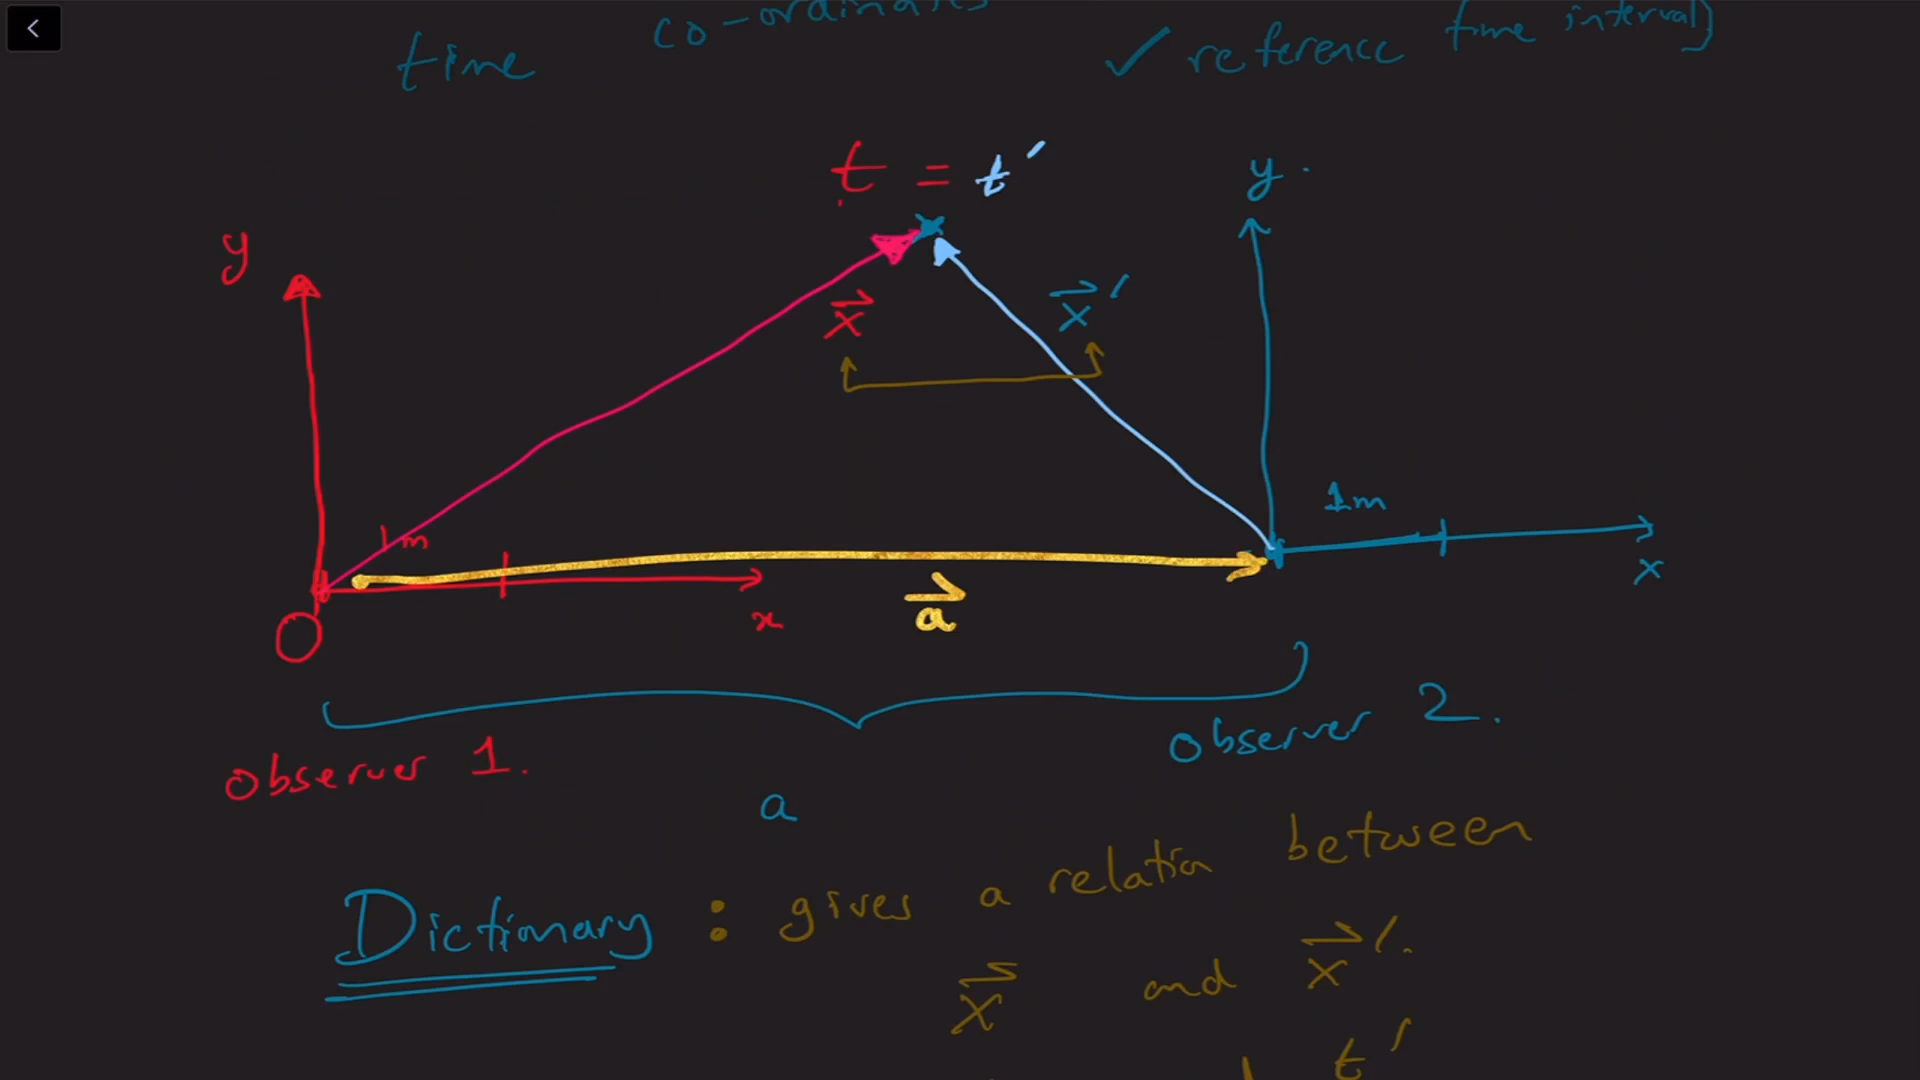 time co-ordinates ✓ reference time interval)
t = t′
y
y.
x⃗
x⃗′
1m
1m
x
x
a⃗
O
Observer 1.
Observer 2.
a
Dictionary : gives a relation between
x⃗ and x⃗′.
t′